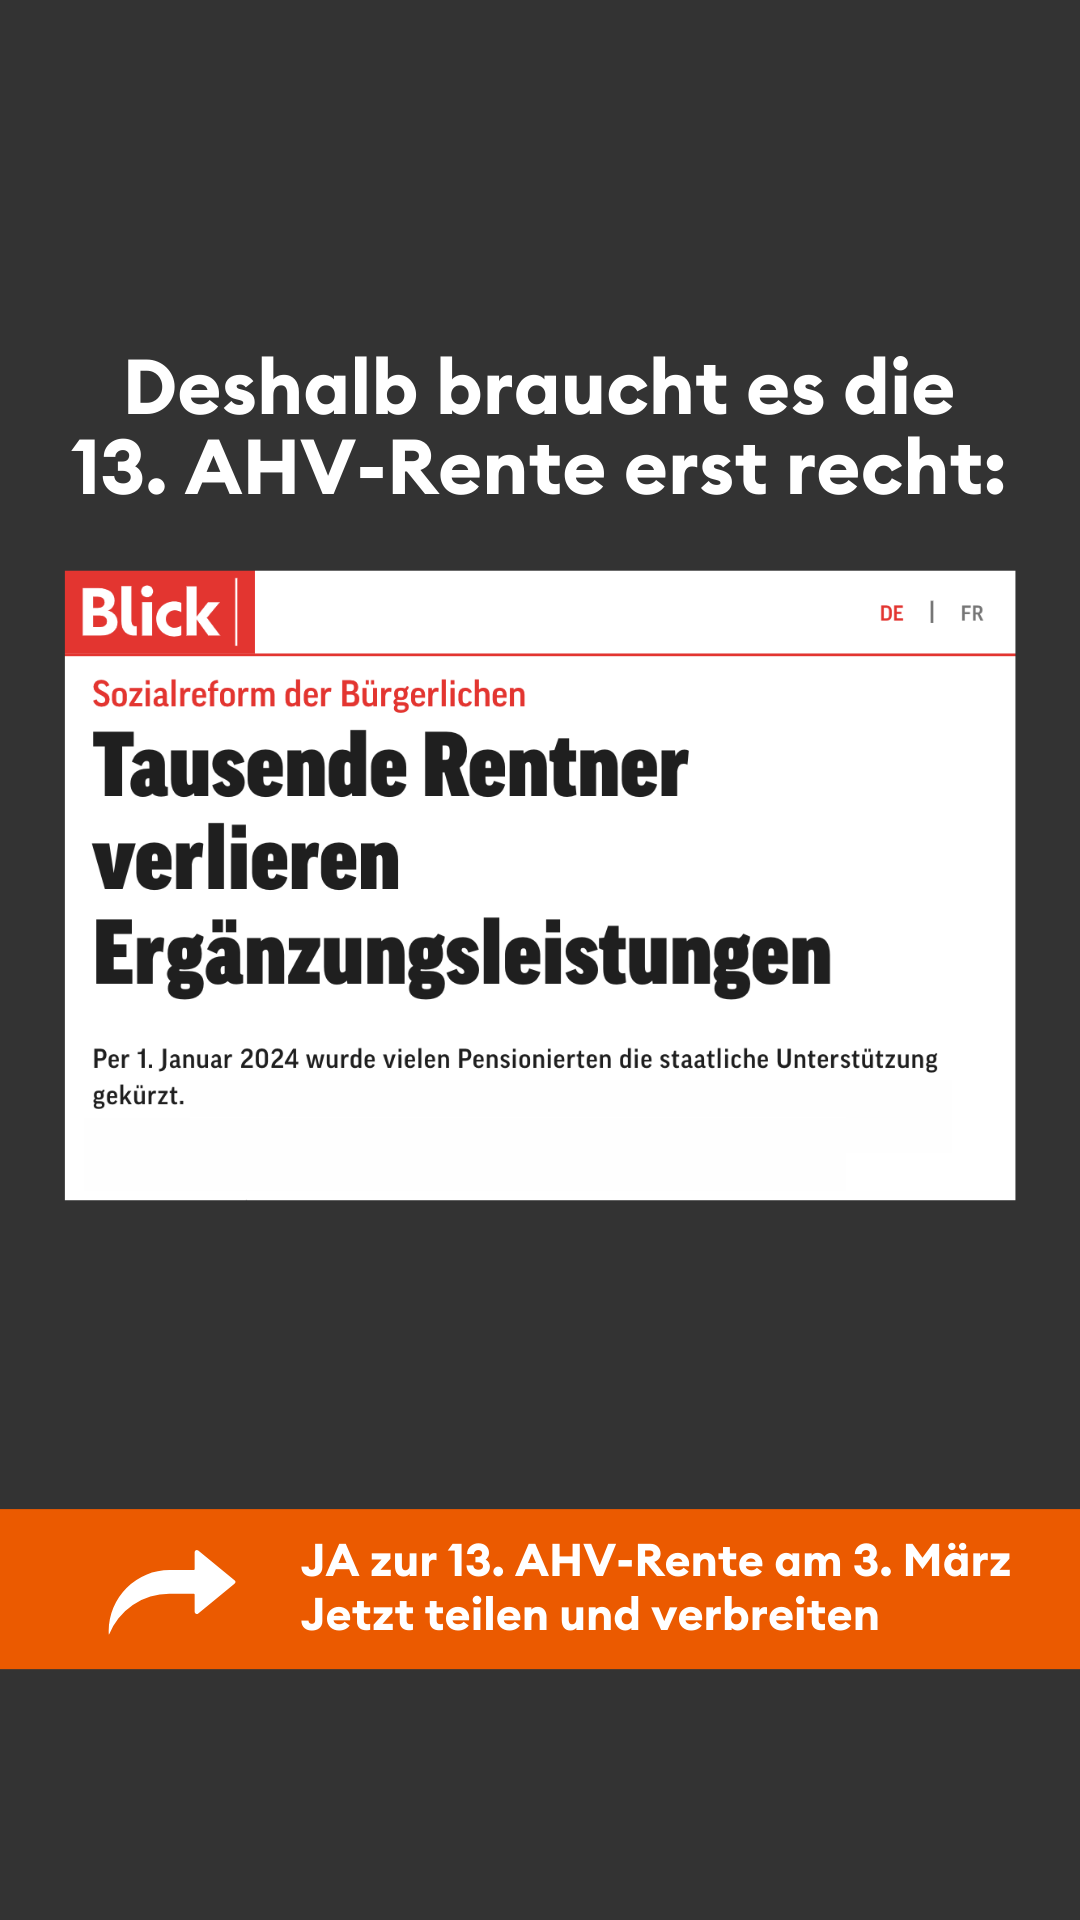 Deshalb braucht es die
13. AHV-Rente erst recht:
Blick
DE | FR
Sozialreform der Bürgerlichen
Tausende Rentner
verlieren
Ergänzungsleistungen
Per 1. Januar 2024 wurde vielen Pensionierten die staatliche Unterstützung
gekürzt.
JA zur 13. AHV-Rente am 3. März
Jetzt teilen und verbreiten